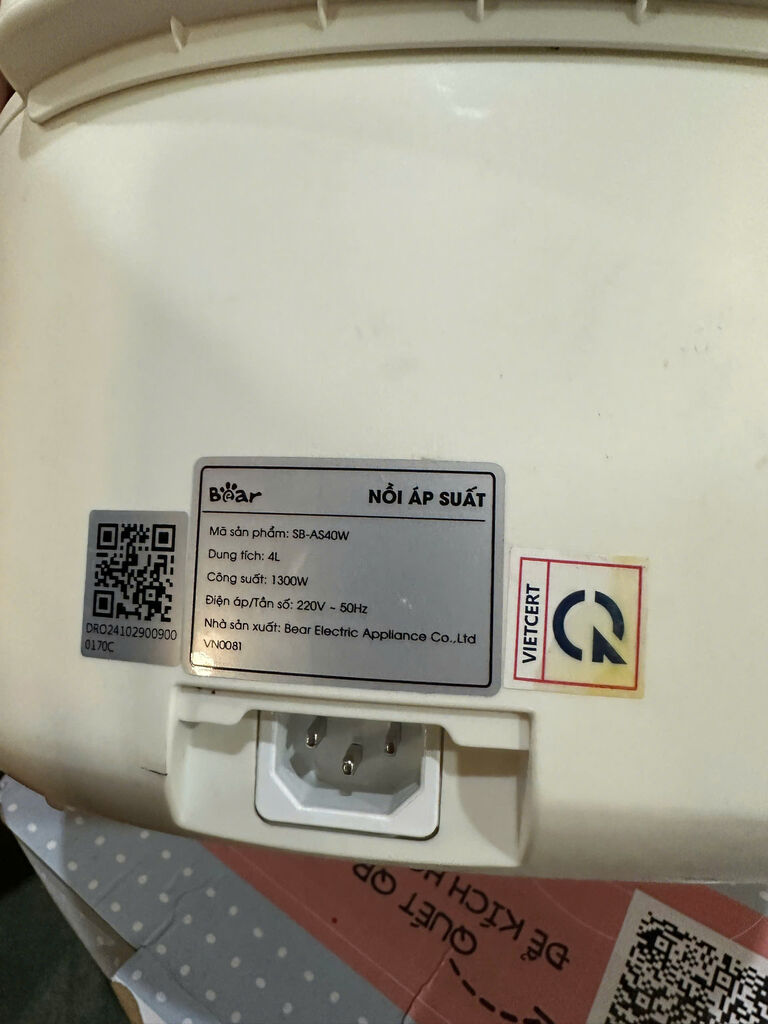 Bear
NỒI ÁP SUẤT
Mã sản phẩm: SB-AS40W
Dung tích: 4L
Công suất: 1300W
Điện áp/Tần số: 220V ~ 50Hz
Nhà sản xuất: Bear Electric Appliance Co.,Ltd
VN0081
DRO24102900900
0170C
VIETCERT
QUÉT QR
ĐỂ KÍCH